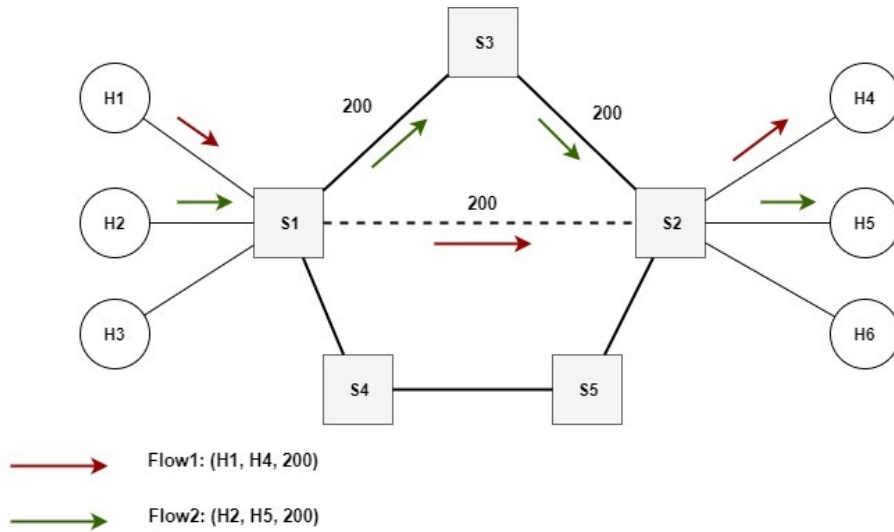 S3
H1
200
200
H4
H2
S1
200
S2
H5
H3
H6
S4
S5
Flow1: (H1, H4, 200)
Flow2: (H2, H5, 200)